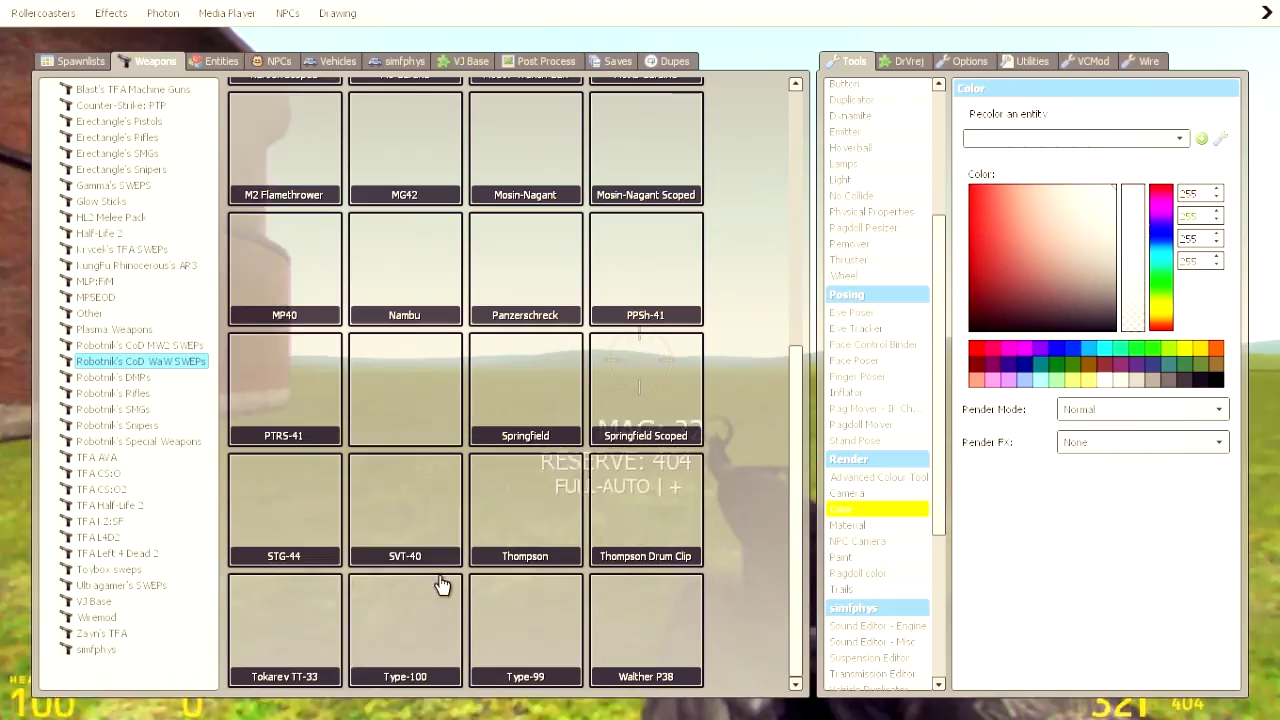 Rollercoasters Effects Photon Media Player NPCs Drawing
Spawnlists Weapons Entities NPCs Vehicles simfphys VJ Base Post Process Saves Dupes
Tools DrVrej Options Utilities VCMod Wire
Blast's TFA Machine Guns
Counter-Strike: PTP
Erectangle's Pistols
Erectangle's Rifles
Erectangle's SMGs
Erectangle's Snipers
Gamma's SWEPS
Glow Sticks
HL2 Melee Pack
Half-Life 2
krycek's TFA SWEPs
KungFu Rhinocerous's AR3
MLP:FiM
MPSEOD
Other
Plasma Weapons
Robotnik's CoD MW2 SWEPs
Robotnik's CoD WaW SWEPs
Robotnik's DMRs
Robotnik's Rifles
Robotnik's SMGs
Robotnik's Snipers
Robotnik's Special Weapons
TFA AVA
TFA CS:O
TFA CS:O2
TFA Half-Life 2
TFA L4D2
TFA Left 4 Dead 2
Toybox sweps
Ultragamer's SWEPs
VJ Base
Wiremod
Zayn's TFA
simfphys
M2 Flamethrower MG42 Mosin-Nagant Mosin-Nagant Scoped
MP40 Nambu Panzerschreck PPSh-41
PTRS-41 Springfield Springfield Scoped
RESERVE: 404
FULL-AUTO | +
STG-44 SVT-40 Thompson Thompson Drum Clip
Tokarev TT-33 Type-100 Type-99 Walther P38
Button
Duplicator
Dynamite
Emitter
Hoverball
Lamps
Light
No Collide
Physical Properties
Ragdoll Resizer
Remover
Thruster
Wheel
Posing
Eye Poser
Eye Tracker
Face Control Binder
Face Poser
Finger Poser
Inflator
Rag Mover - IK Ch...
Ragdoll Mover
Stand Pose
Render
Advanced Colour Tool
Camera
Color
Material
NPC Camera
Paint
Ragdoll color
Trails
simfphys
Sound Editor - Engine
Sound Editor - Misc
Suspension Editor
Transmission Editor
Color
Recolor an entity
Color:
255
255
255
255
Render Mode: Normal
Render FX: None
100 0 321 404